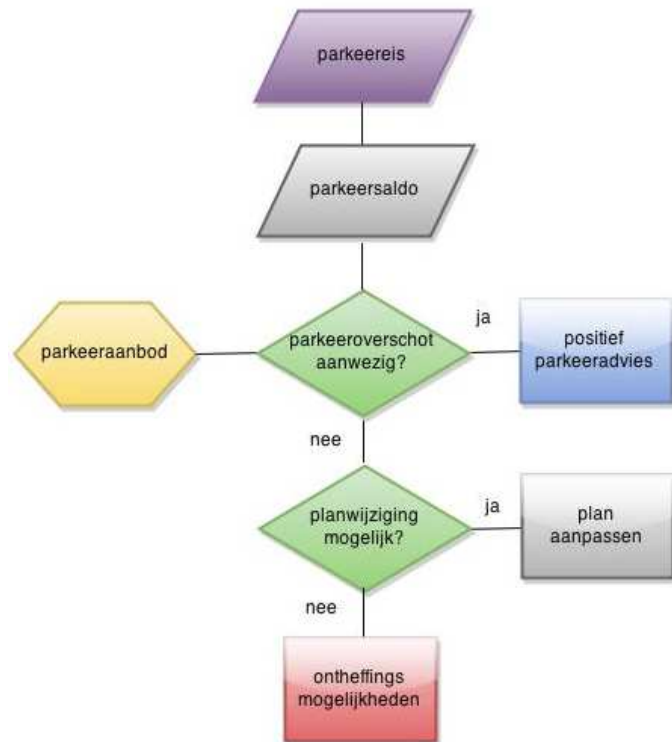 parkeereis
parkeersaldo
parkeeraanbod
parkeeroverschot
aanwezig?
ja
positief
parkeeradvies
nee
planwijziging
mogelijk?
ja
plan
aanpassen
nee
ontheffings
mogelijkheden